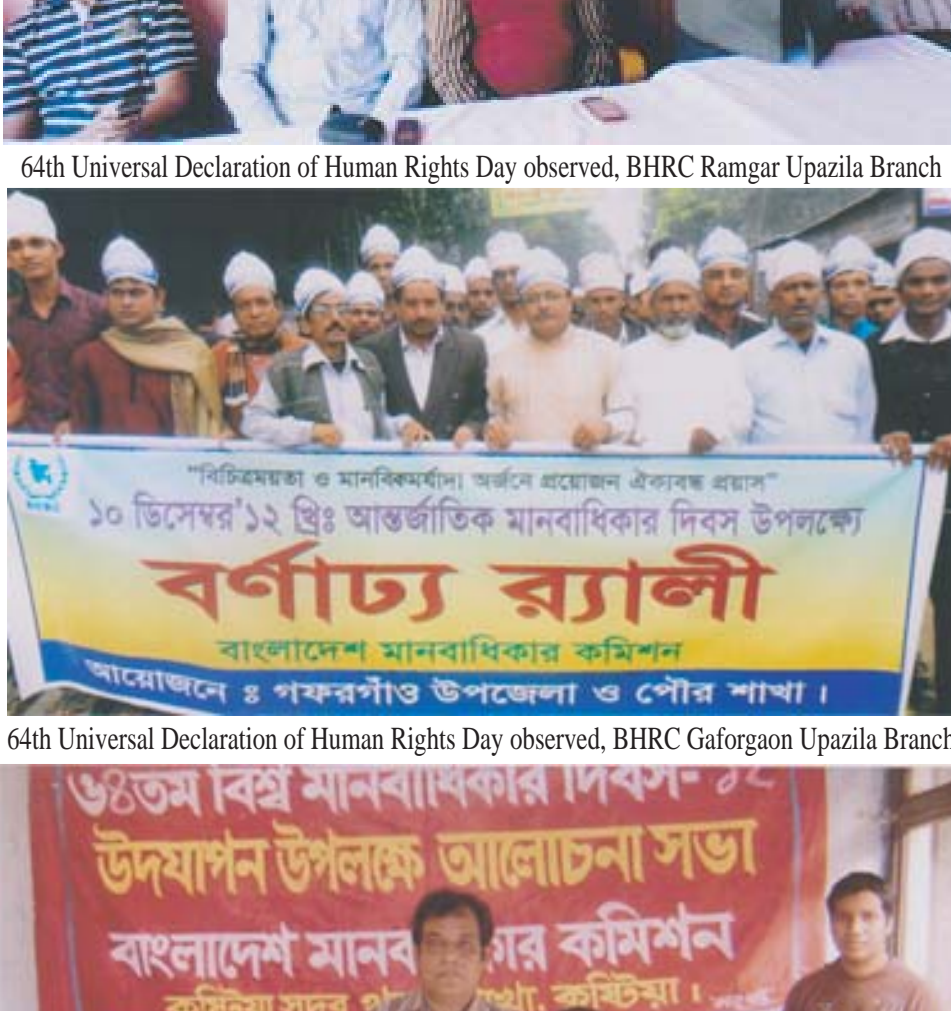 64th Universal Declaration of Human Rights Day observed, BHRC Ramgar Upazila Branch
"বিচিত্রময়তা ও মানবিকমর্যাদা অর্জনে প্রয়োজন ঐক্যবদ্ধ প্রয়াস"
১০ ডিসেম্বর'১২ খ্রিঃ আন্তর্জাতিক মানবাধিকার দিবস উপলক্ষ্যে
বর্ণাঢ্য র‍্যালী
বাংলাদেশ মানবাধিকার কমিশন
আয়োজনে ঃ গফরগাঁও উপজেলা ও পৌর শাখা।
64th Universal Declaration of Human Rights Day observed, BHRC Gaforgaon Upazila Branch
৬৪তম বিশ্ব মানবাধিকার দিবস- ১২
উদযাপন উপলক্ষে আলোচনা সভা
বাংলাদেশ মানব কার কমিশন
কুষ্টিয়া সদর শাখা, কুষ্টিয়া।